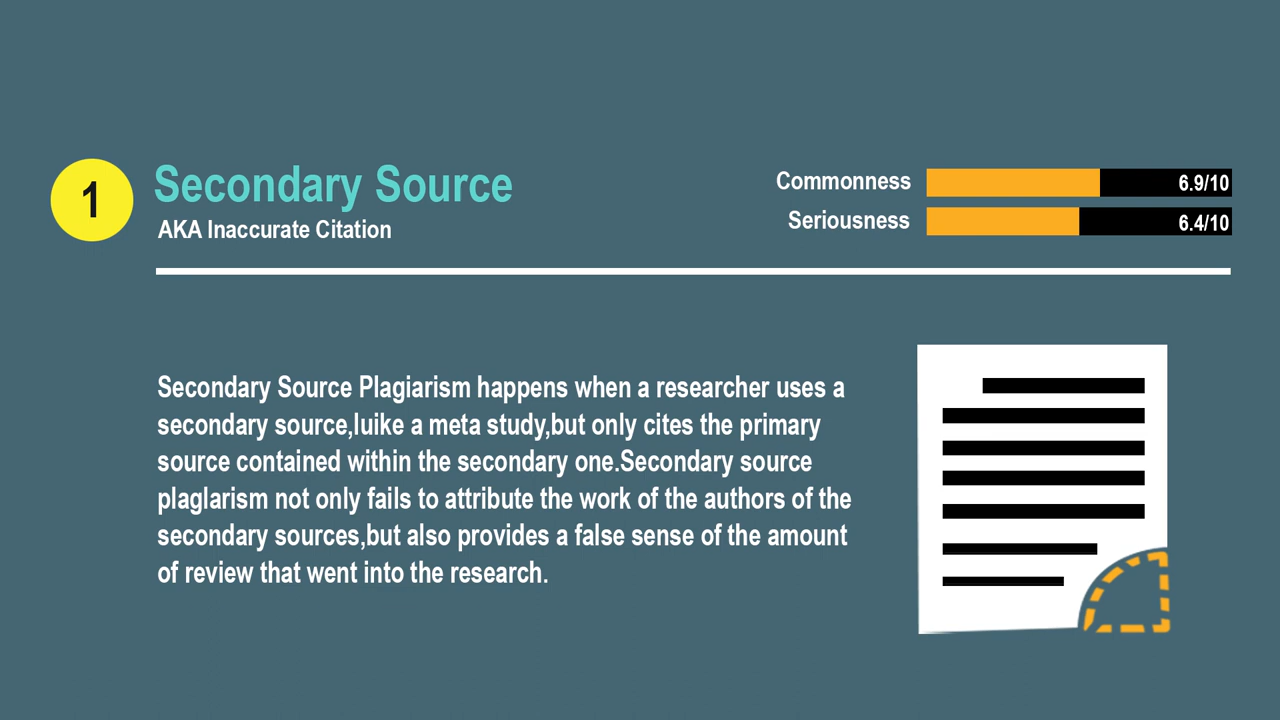 1
Secondary Source
AKA Inaccurate Citation
Commonness 6.9/10
Seriousness 6.4/10
Secondary Source Plagiarism happens when a researcher uses a
secondary source,luike a meta study,but only cites the primary
source contained within the secondary one.Secondary source
plaglarism not only fails to attribute the work of the authors of the
secondary sources,but also provides a false sense of the amount
of review that went into the research.